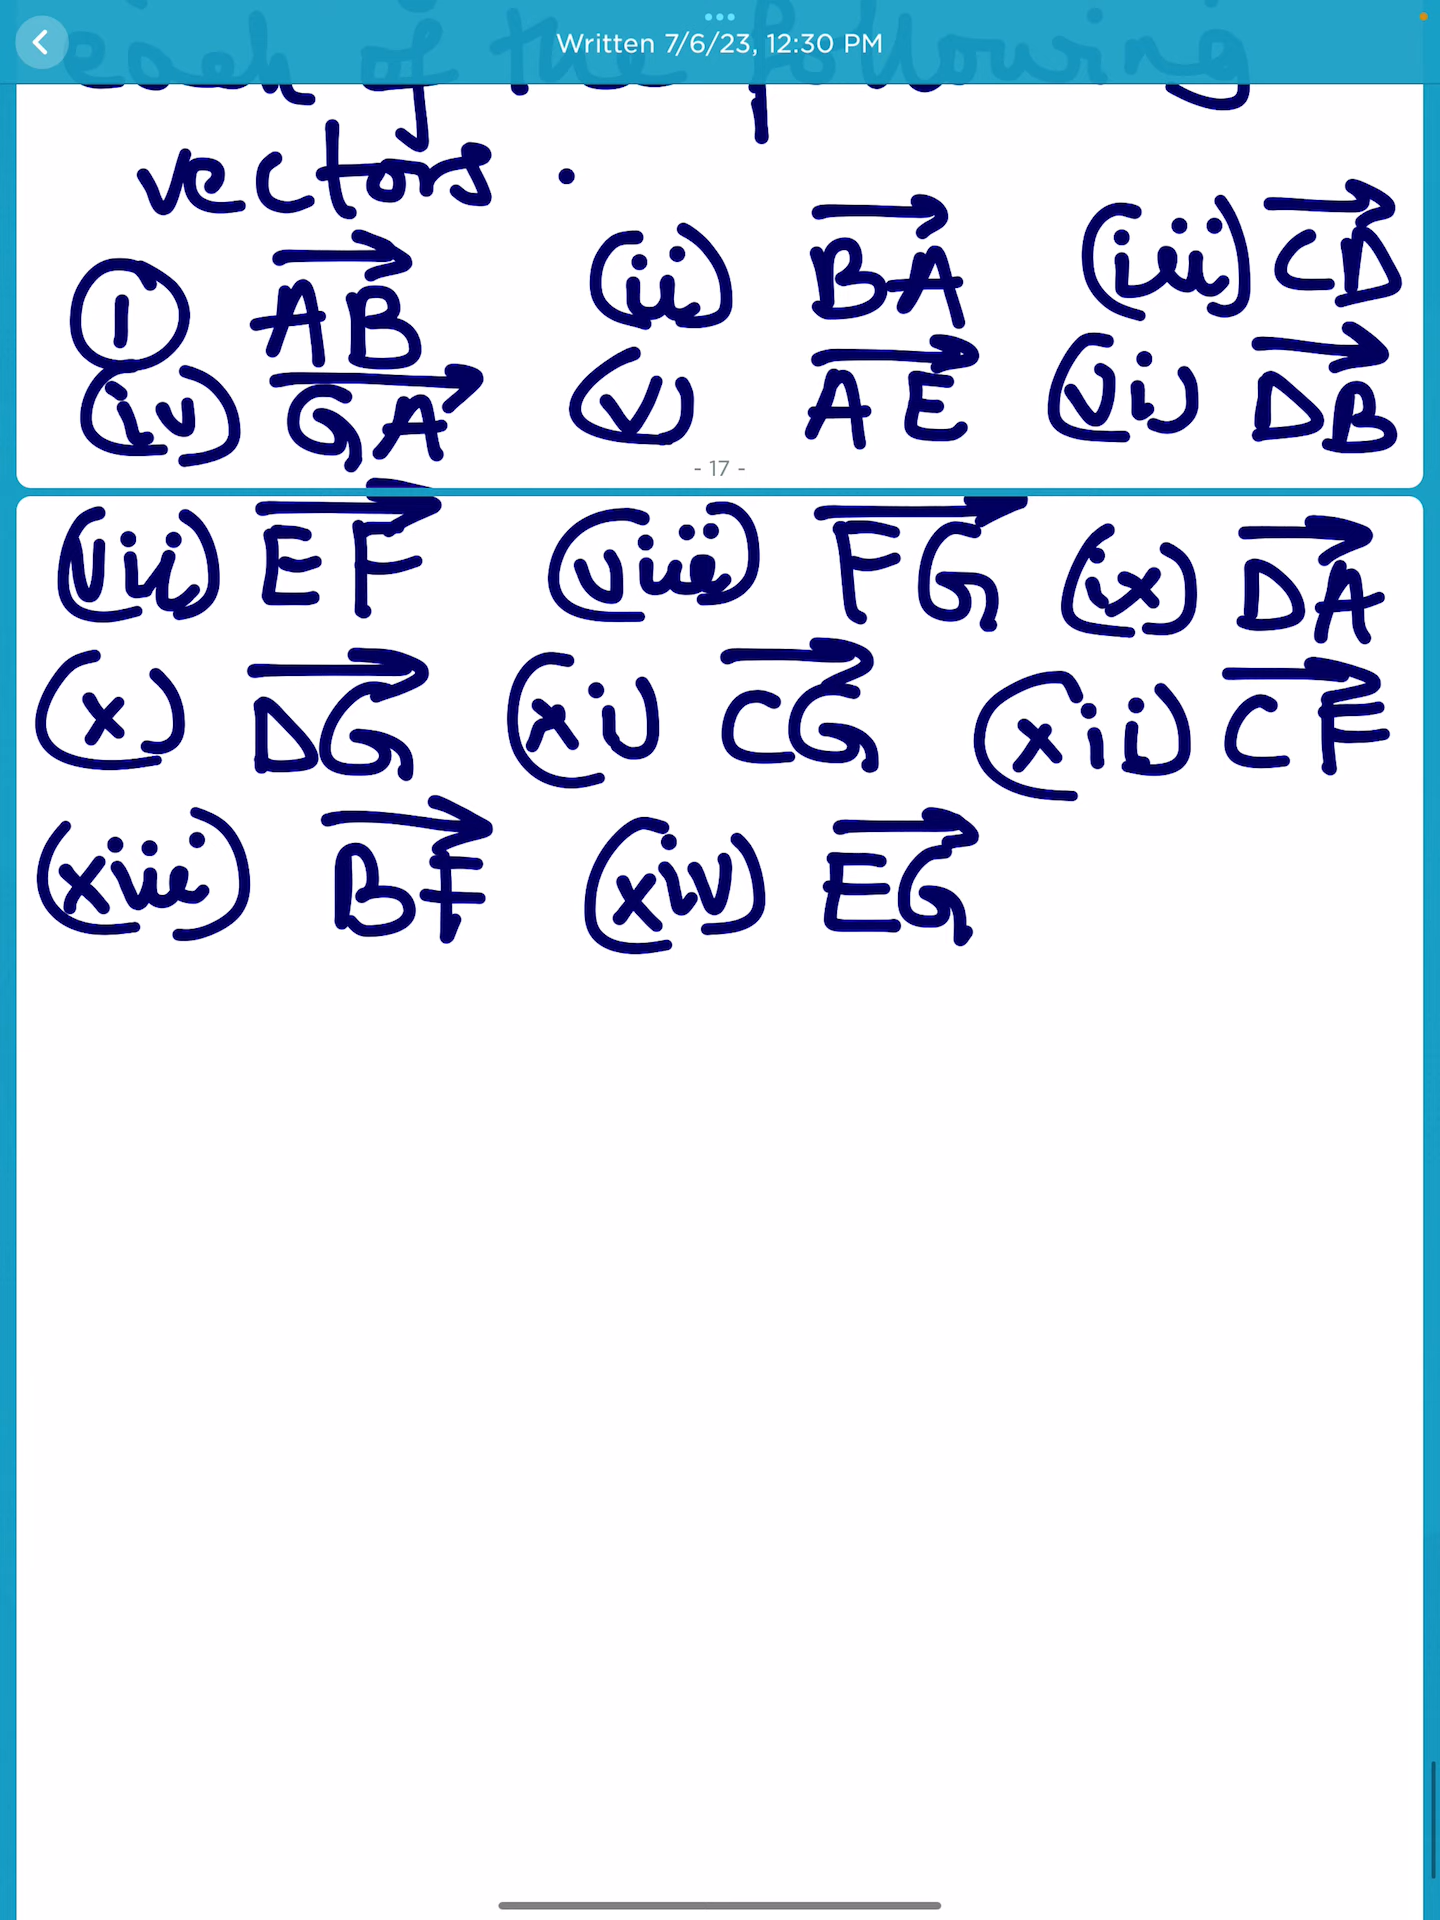 Written 7/6/23, 12:30 PM
each of the following
vectors.
① AB (ii) BA (iii) CD
(iv) GA (v) AE (vi) DB
- 17 -
(vii) EF (viii) FG (ix) DA
(x) DG (xi) CG (xii) CF
(xiii) BF (xiv) EG